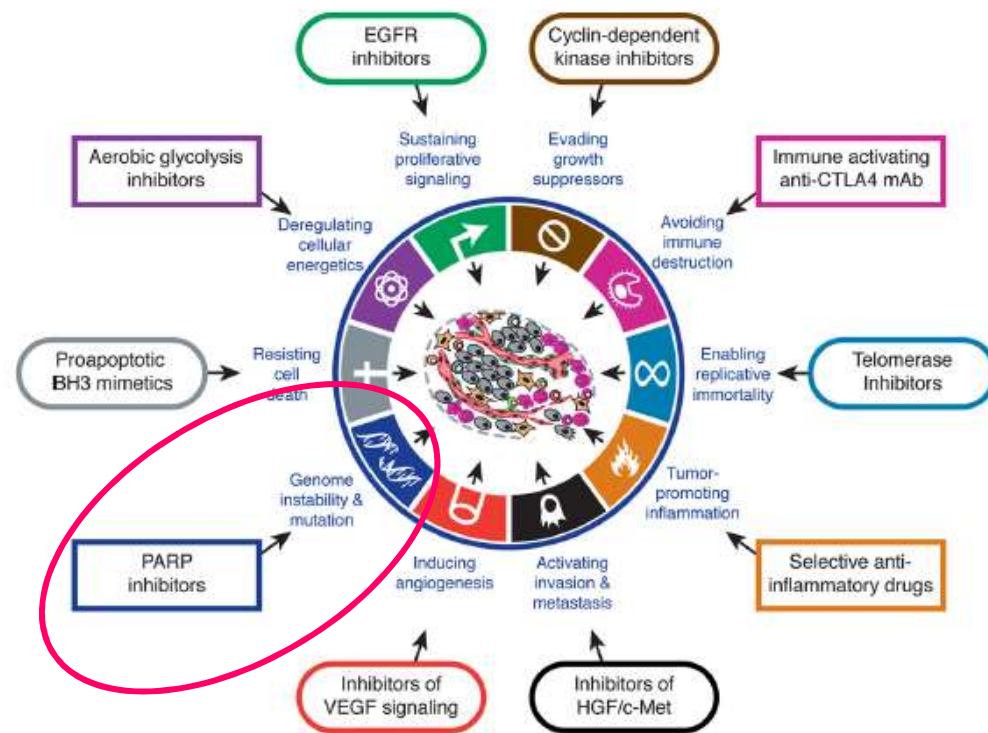 EGFR
inhibitors
Cyclin-dependent
kinase inhibitors
Sustaining
proliferative
signaling
Evading
growth
suppressors
Aerobic glycolysis
inhibitors
Immune activating
anti-CTLA4 mAb
Deregulating
cellular
energetics
Avoiding
immune
destruction
Proapoptotic
BH3 mimetics
Resisting
cell
death
Enabling
replicative
immortality
Telomerase
Inhibitors
Genome
instability &
mutation
Tumor-
promoting
inflammation
PARP
inhibitors
Inducing
angiogenesis
Activating
invasion &
metastasis
Selective anti-
inflammatory drugs
Inhibitors of
VEGF signaling
Inhibitors of
HGF/c-Met